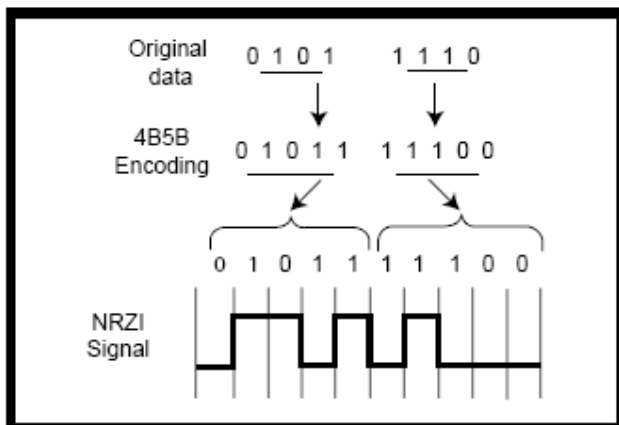 Original data
0 1 0 1 1 1 1 0
4B5B Encoding
0 1 0 1 1 1 1 1 0 0
0 1 0 1 1 1 1 1 0 0
NRZI Signal